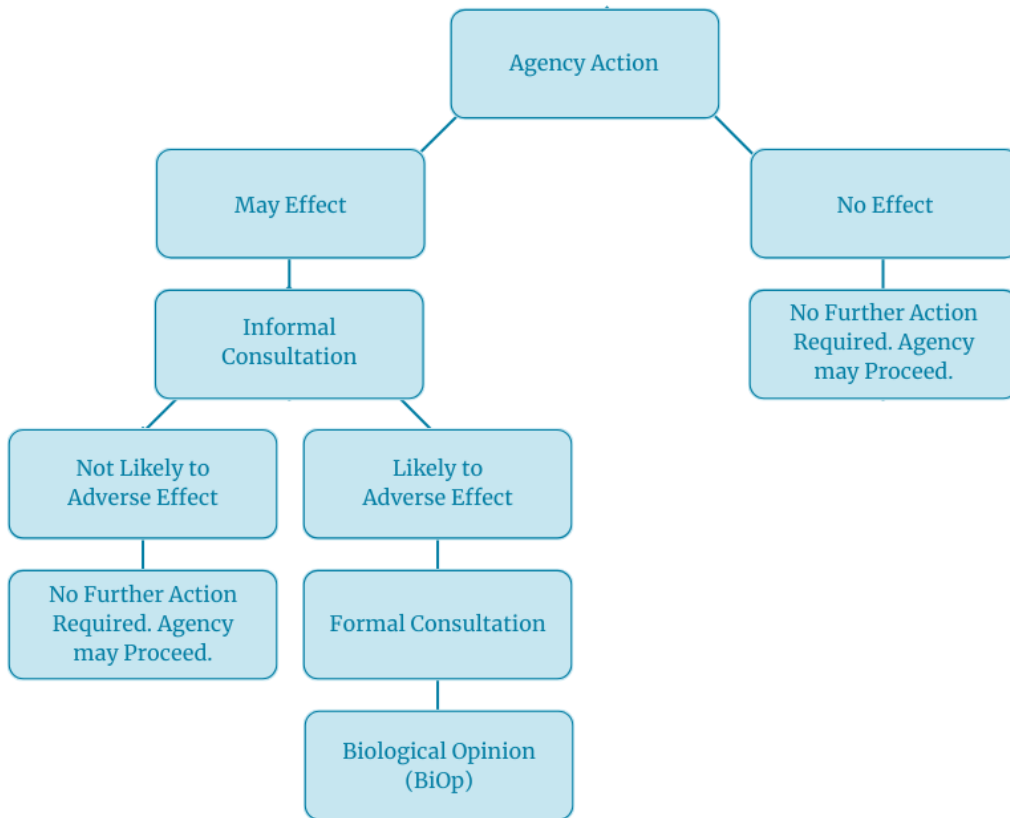 Agency Action
May Effect
No Effect
Informal
Consultation
No Further Action
Required. Agency
may Proceed.
Not Likely to
Adverse Effect
Likely to
Adverse Effect
No Further Action
Required. Agency
may Proceed.
Formal Consultation
Biological Opinion
(BiOp)